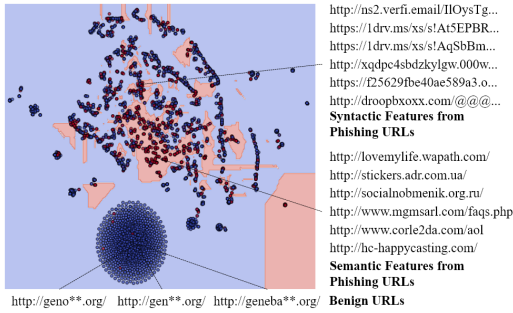 http://ms2.verfi.email/IlOysTg...
https://1drv.ms/xs/s!At5EPBR...
https://1drv.ms/xs/s!AqSbBm...
http://xqdpc4sbdzkylgw.000w...
https://f25629fbe40ae589a3.o...
http://droopbxoxx.com/@@@...
Syntactic Features from
Phishing URLs
http://lovemylife.wapath.com/
http://stickers.adr.com.ua/
http://socialnobmenik.org.ru/
http://www.mgmsarl.com/faqs.php
http://www.corle2da.com/aol
http://hc-happycasting.com/
Semantic Features from
Phishing URLs
http://geno**.org/ http://gen**.org/ http://geneba**.org/ Benign URLs